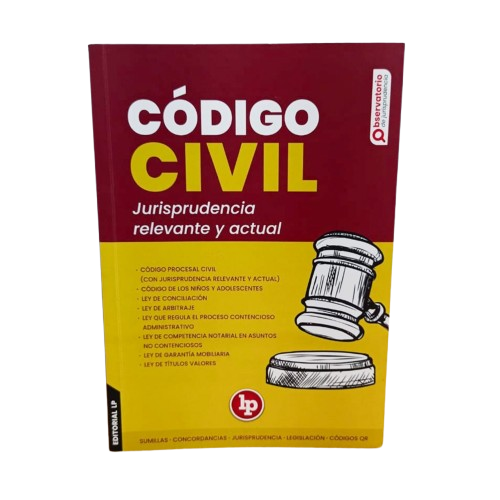 observatorio
de jurisprudencia
CÓDIGO
CIVIL
Jurisprudencia
relevante y actual
· CÓDIGO PROCESAL CIVIL
(CON JURISPRUDENCIA RELEVANTE Y ACTUAL)
· CÓDIGO DE LOS NIÑOS Y ADOLESCENTES
· LEY DE CONCILIACIÓN
· LEY DE ARBITRAJE
· LEY QUE REGULA EL PROCESO CONTENCIOSO
ADMINISTRATIVO
· LEY DE COMPETENCIA NOTARIAL EN ASUNTOS
NO CONTENCIOSOS
· LEY DE GARANTÍA MOBILIARIA
· LEY DE TÍTULOS VALORES
lp
EDITORIAL LP
SUMILLAS · CONCORDANCIAS · JURISPRUDENCIA · LEGISLACIÓN · CÓDIGOS QR